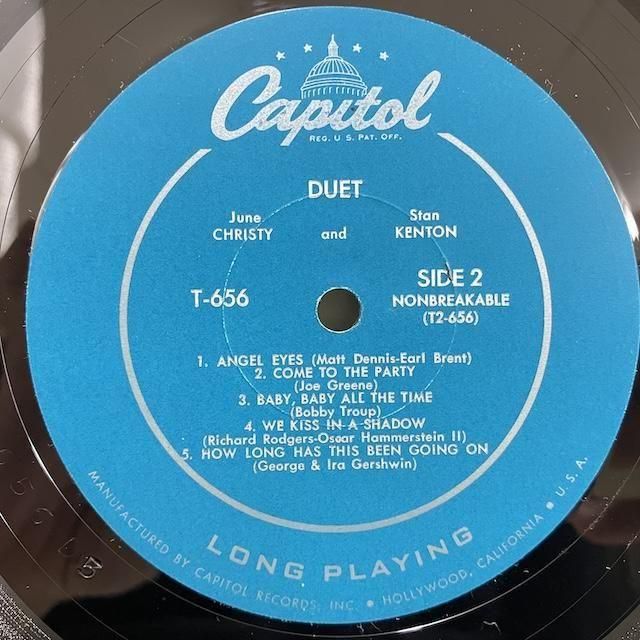 Capitol
REG. U. S. PAT. OFF.
DUET
June CHRISTY and Stan KENTON
T-656
SIDE 2
NONBREAKABLE
(T2-656)
1. ANGEL EYES (Matt Dennis-Earl Brent)
2. COME TO THE PARTY
(Joe Greene)
3. BABY, BABY ALL THE TIME
(Bobby Troup)
4. WE KISS IN A SHADOW
(Richard Rodgers-Oscar Hammerstein II)
5. HOW LONG HAS THIS BEEN GOING ON
(George & Ira Gershwin)
LONG PLAYING
MANUFACTURED BY CAPITOL RECORDS, INC. • HOLLYWOOD, CALIFORNIA • U. S. A.